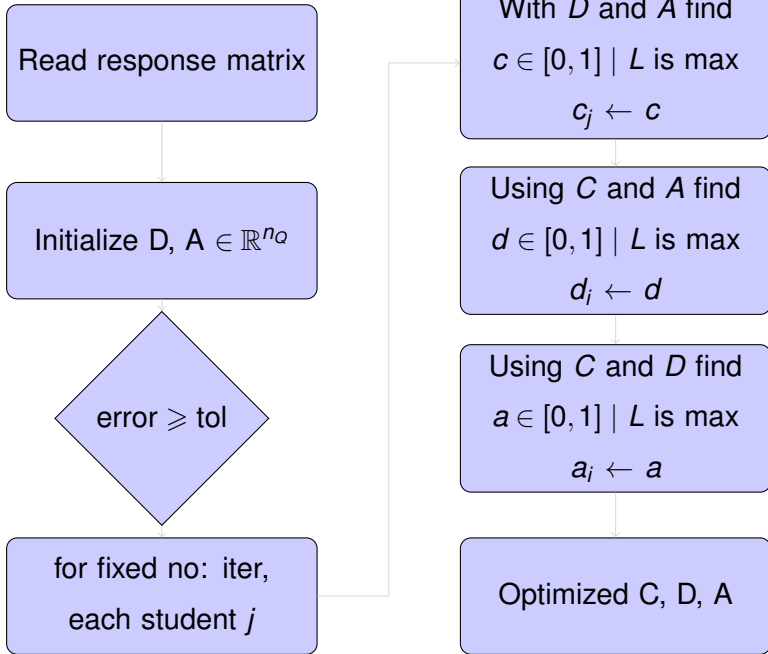 Read response matrix
Initialize D, A ∈ ℝ^{n_Q}
error ⩾ tol
for fixed no: iter,
each student j
With D and A find
c ∈ [0, 1] | L is max
c_j ← c
Using C and A find
d ∈ [0, 1] | L is max
d_i ← d
Using C and D find
a ∈ [0, 1] | L is max
a_i ← a
Optimized C, D, A